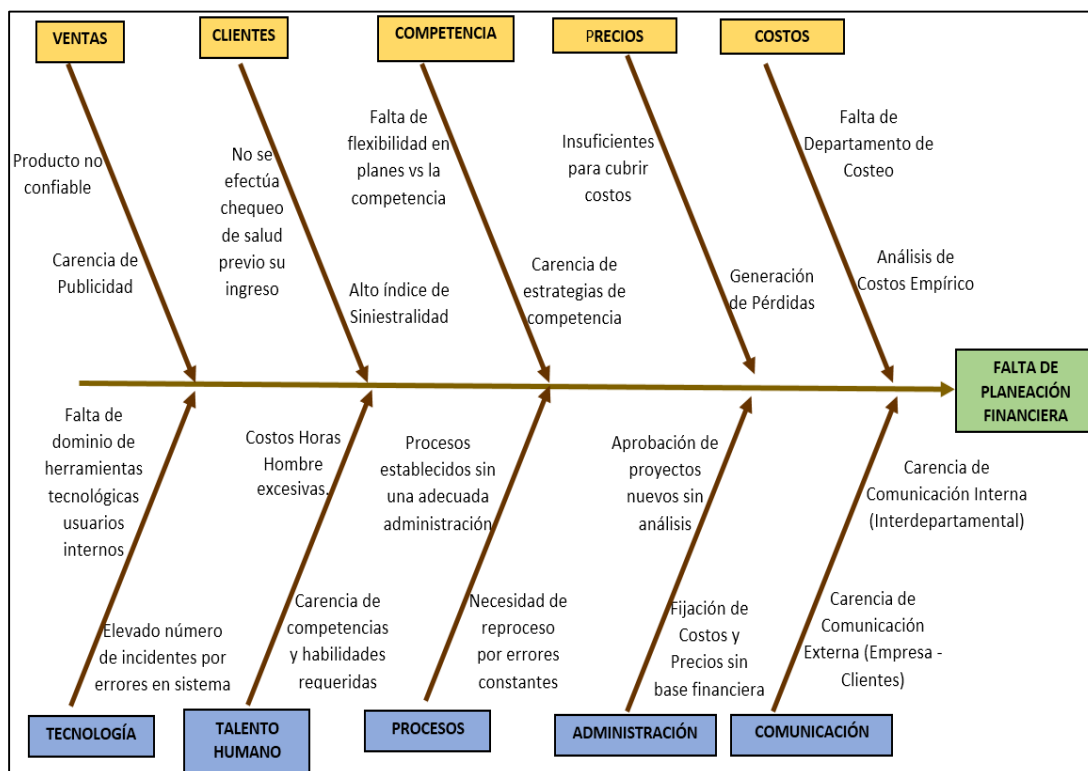 VENTAS
CLIENTES
COMPETENCIA
PRECIOS
COSTOS
Producto no
confiable
Carencia de
Publicidad
No se
efectúa
chequeo
de salud
previo su
ingreso
Alto índice de
Siniestralidad
Falta de
flexibilidad en
planes vs la
competencia
Carencia de
estrategias de
competencia
Insuficientes
para cubrir
costos
Generación
de Pérdidas
Falta de
Departamento de
Costeo
Análisis de
Costos Empírico
FALTA DE
PLANEACIÓN
FINANCIERA
Falta de
dominio de
herramientas
tecnológicas
usuarios
internos
Elevado número
de incidentes por
errores en sistema
Costos Horas
Hombre
excesivas.
Carencia de
competencias
y habilidades
requeridas
Procesos
establecidos sin
una adecuada
administración
Necesidad de
reproceso
por errores
constantes
Aprobación de
proyectos
nuevos sin
análisis
Fijación de
Costos y
Precios sin
base financiera
Carencia de
Comunicación Interna
(Interdepartamental)
Carencia de
Comunicación
Externa (Empresa -
Clientes)
TECNOLOGÍA
TALENTO
HUMANO
PROCESOS
ADMINISTRACIÓN
COMUNICACIÓN